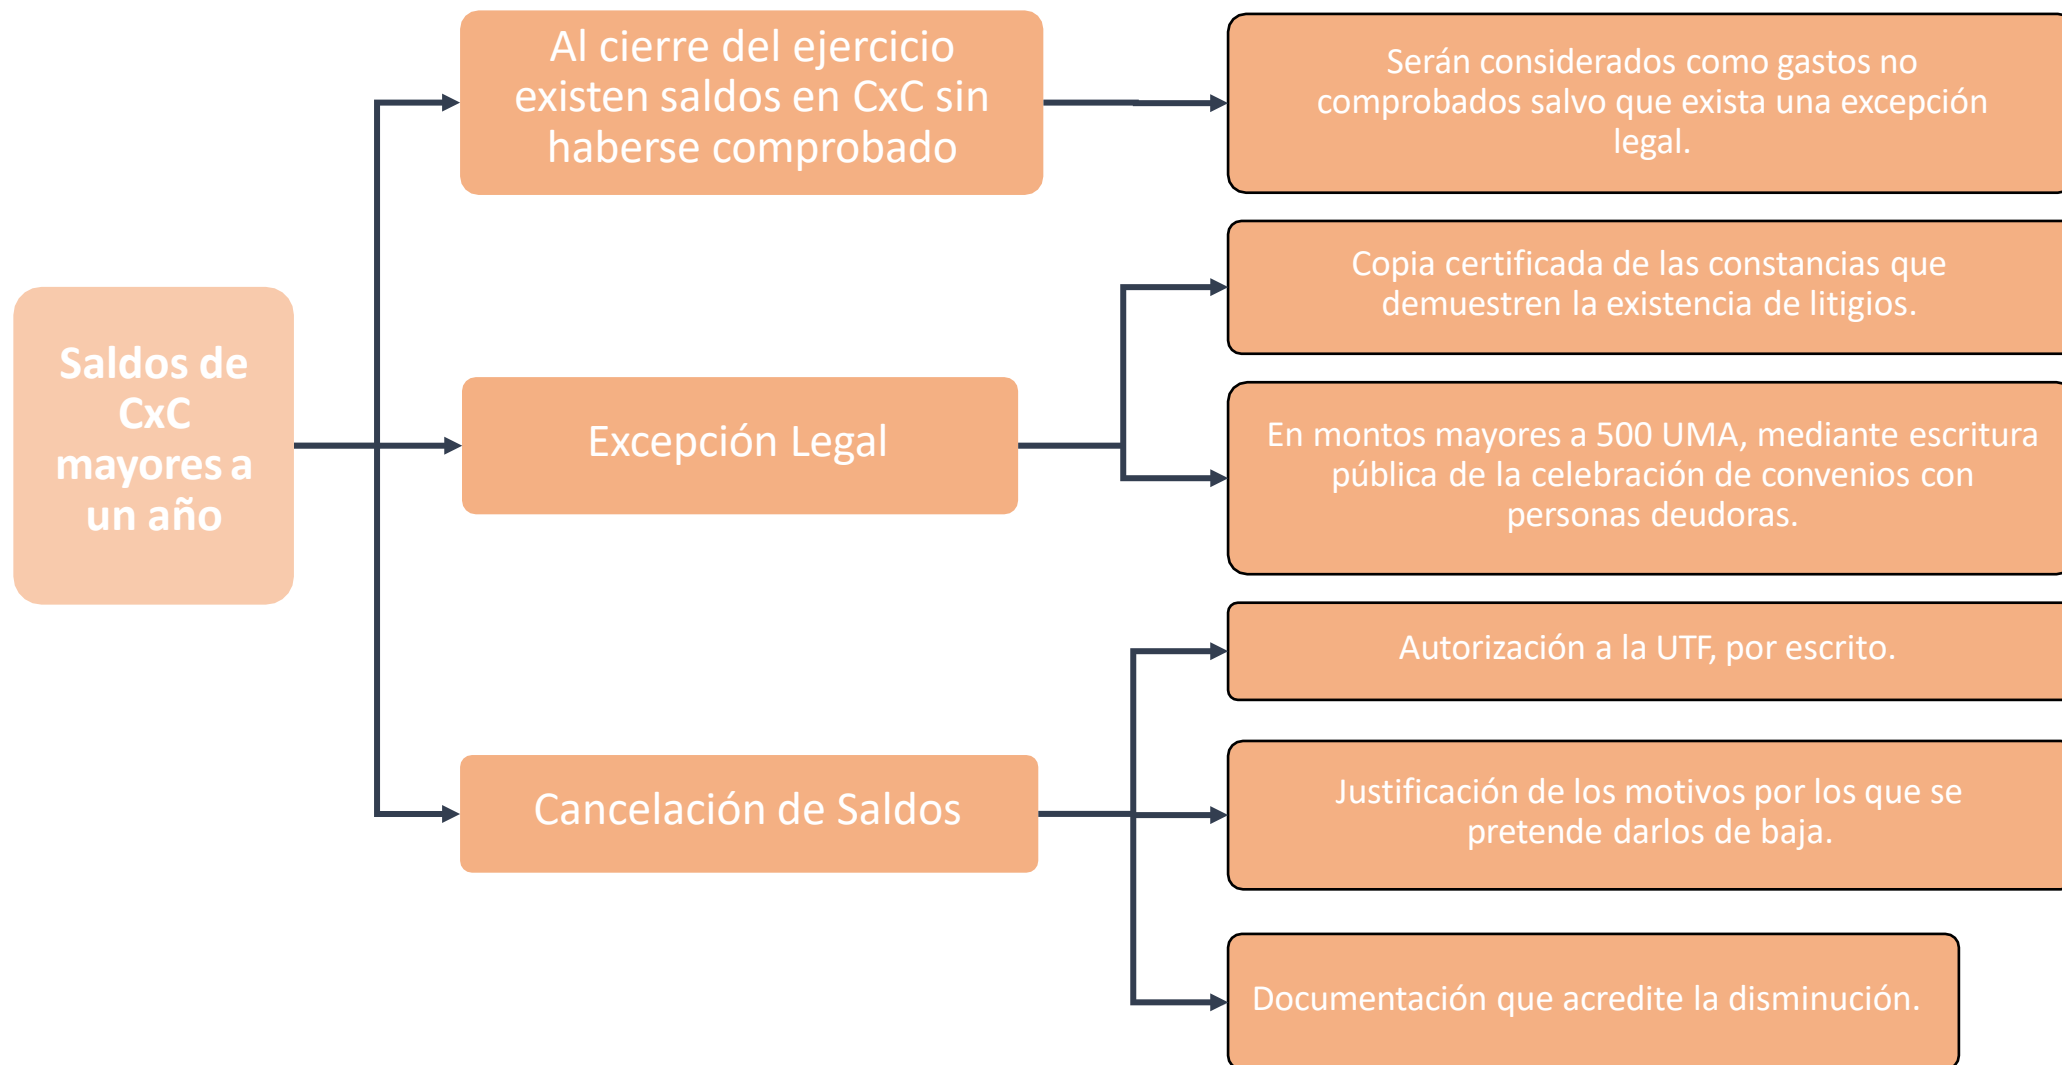 Saldos de
CxC
mayores a
un año
Al cierre del ejercicio
existen saldos en CxC sin
haberse comprobado
Serán considerados como gastos no
comprobados salvo que exista una excepción
legal.
Excepción Legal
Copia certificada de las constancias que
demuestren la existencia de litigios.
En montos mayores a 500 UMA, mediante escritura
pública de la celebración de convenios con
personas deudoras.
Cancelación de Saldos
Autorización a la UTF, por escrito.
Justificación de los motivos por los que se
pretende darlos de baja.
Documentación que acredite la disminución.